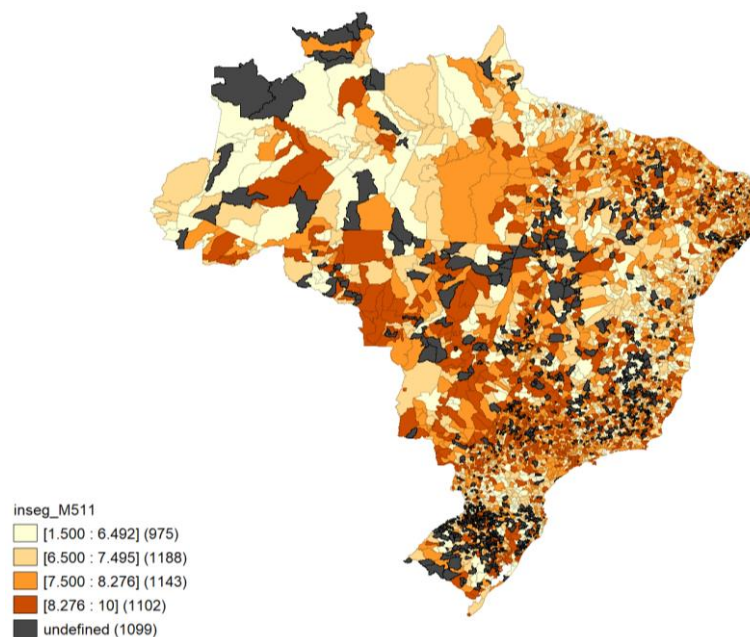 inseg_M511
[1.500 : 6.492] (975)
[6.500 : 7.495] (1188)
[7.500 : 8.276] (1143)
[8.276 : 10] (1102)
undefined (1099)